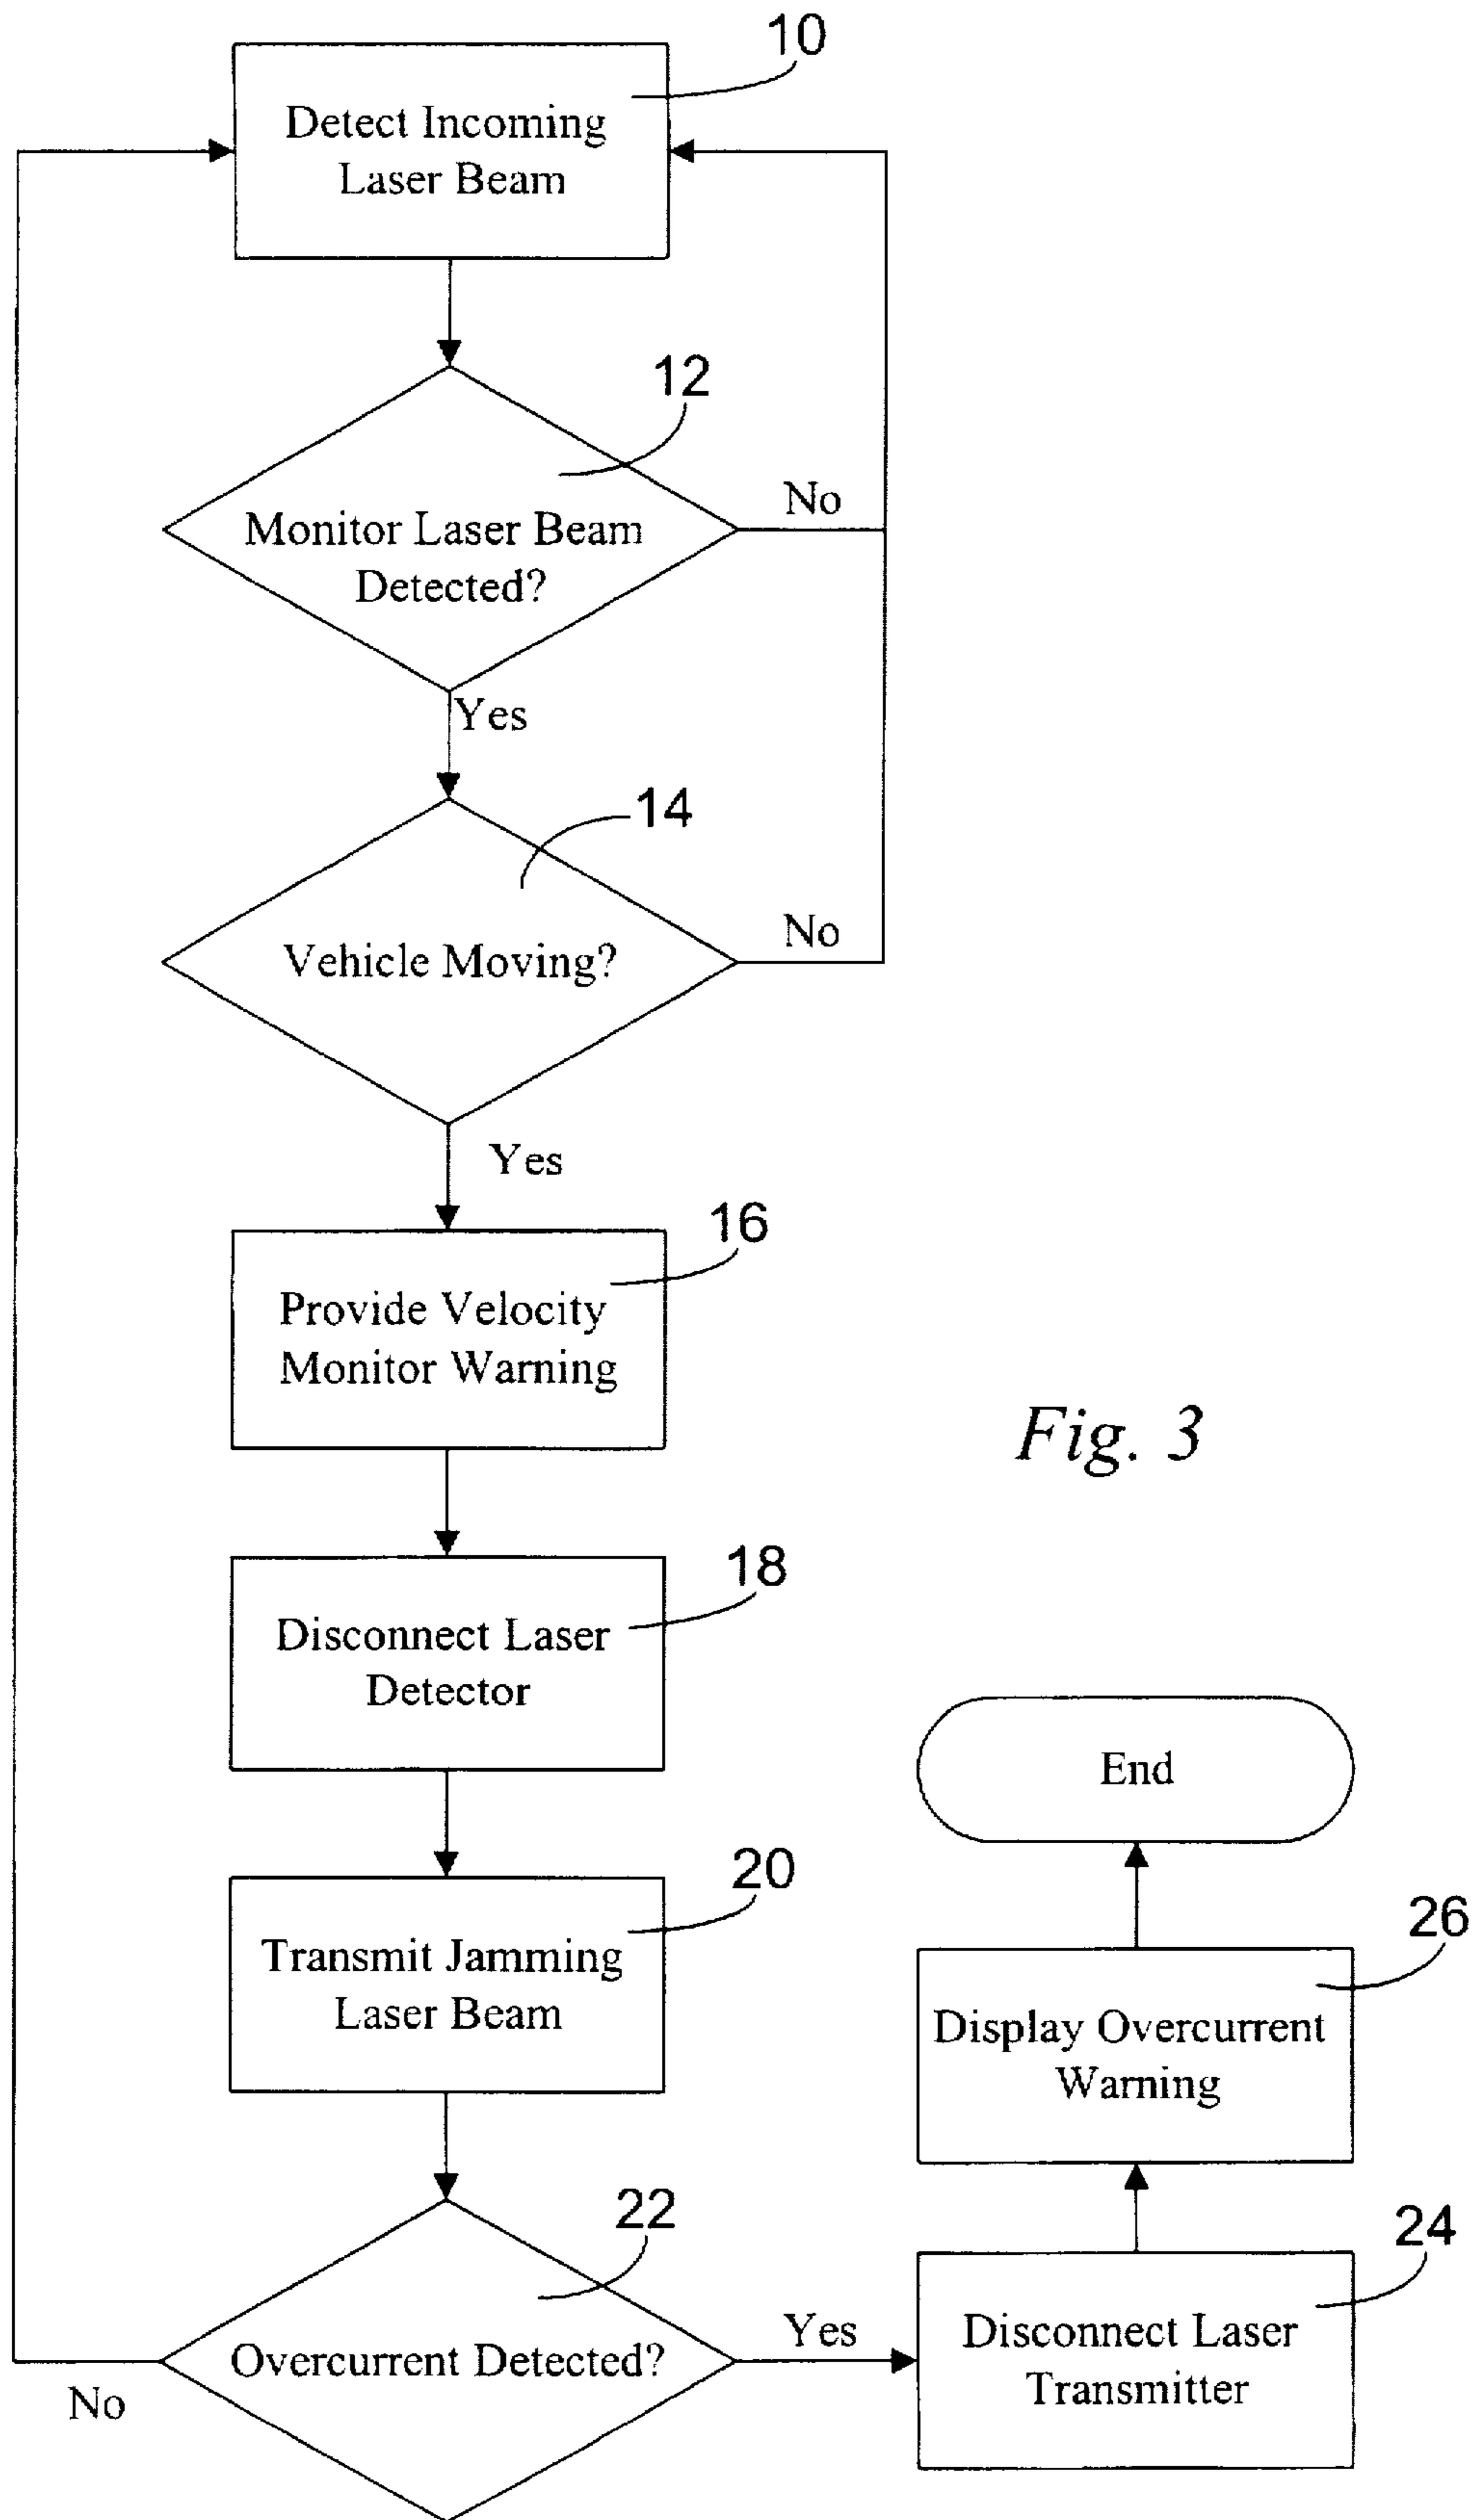 10
Detect Incoming
Laser Beam
12
Monitor Laser Beam
Detected?
No
Yes
14
Vehicle Moving?
No
Yes
16
Provide Velocity
Monitor Warning
Fig. 3
18
Disconnect Laser
Detector
20
Transmit Jamming
Laser Beam
22
Overcurrent Detected?
No
Yes
24
Disconnect Laser
Transmitter
26
Display Overcurrent
Warning
End